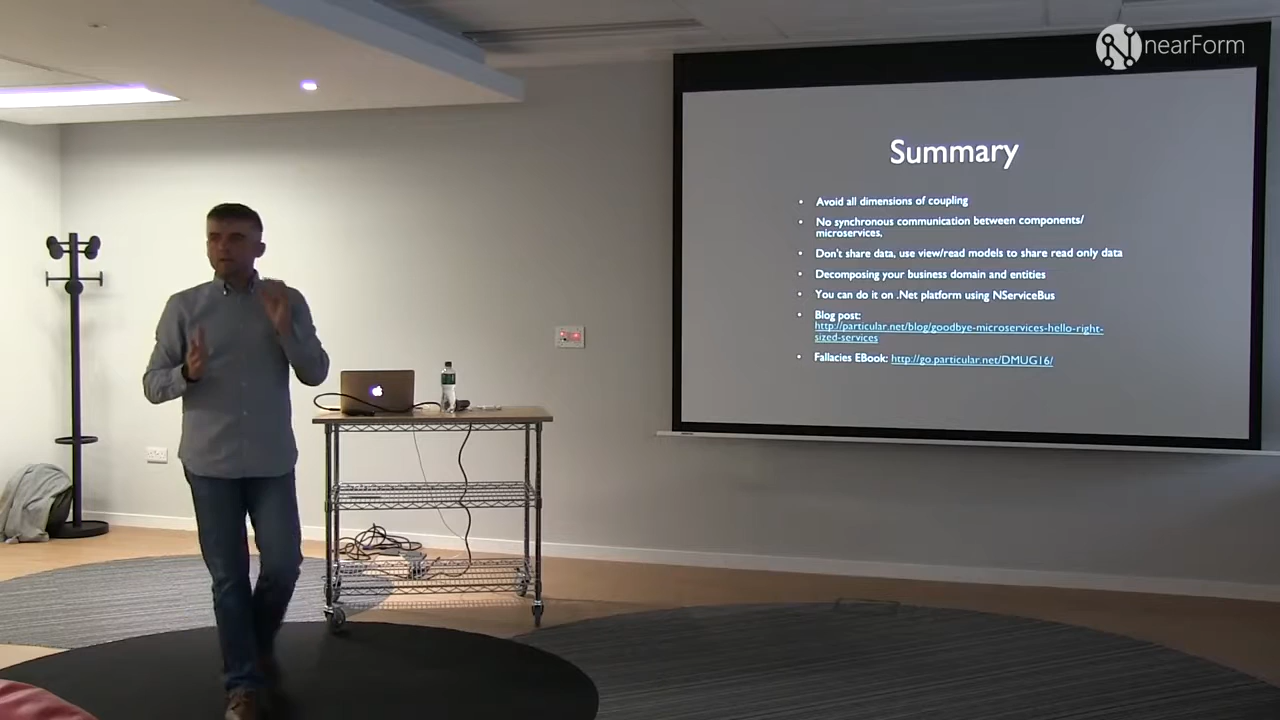 nearForm
Summary
• Avoid all dimensions of coupling
• No synchronous communication between components/
microservices,
• Don't share data, use view/read models to share read only data
• Decomposing your business domain and entities
• You can do it on .Net platform using NServiceBus
• Blog post:
http://particular.net/blog/goodbye-microservices-hello-right-
sized-services
• Fallacies EBook: http://go.particular.net/DMUG16/